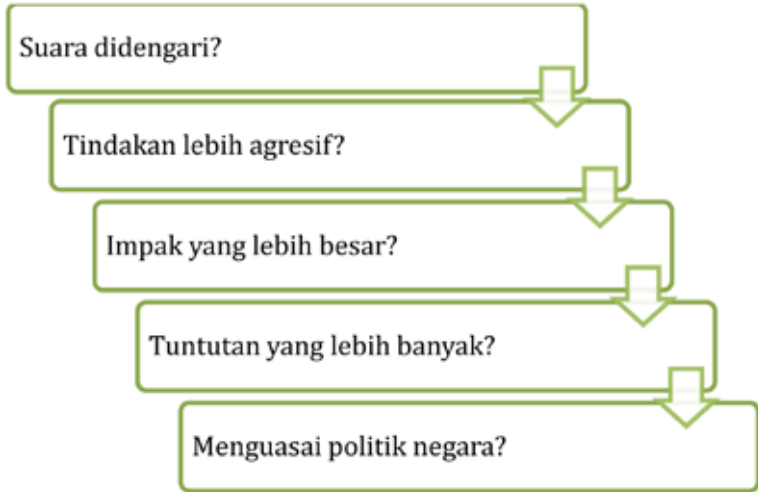 Suara didengari?
Tindakan lebih agresif?
Impak yang lebih besar?
Tuntutan yang lebih banyak?
Menguasai politik negara?